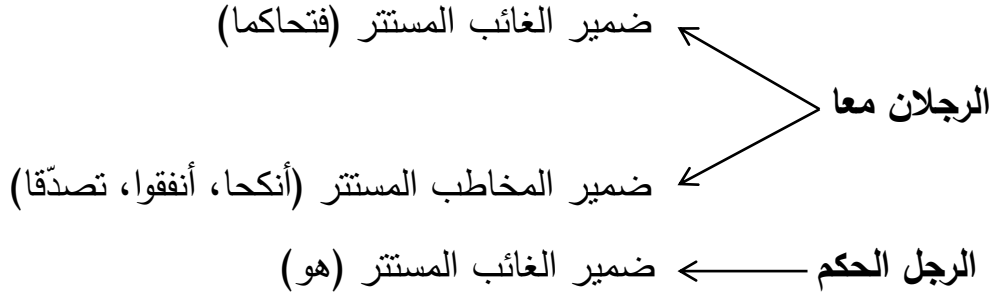 ضمير الغائب المستتر (فتحاكما)
الرجلان معا
ضمير المخاطب المستتر (أنكحا، أنفقوا، تصدّقا)
الرجل الحكم
ضمير الغائب المستتر (هو)